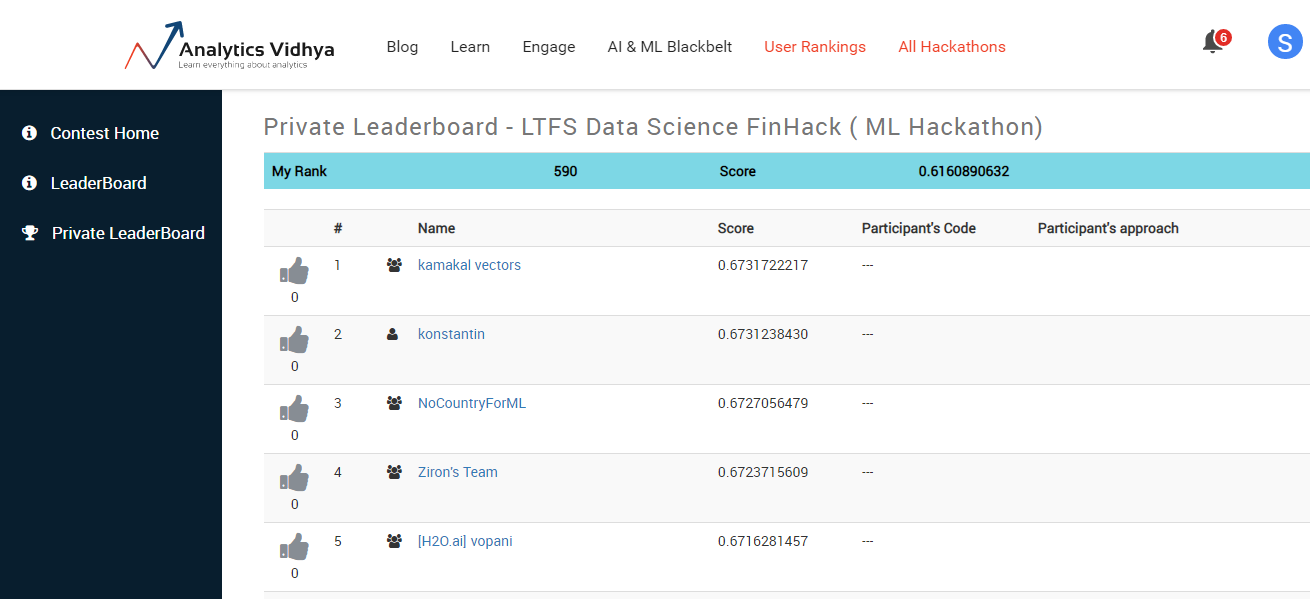 Analytics Vidhya
Learn everything about analytics
Blog Learn Engage AI & ML Blackbelt User Rankings All Hackathons 6 S
Contest Home
LeaderBoard
Private LeaderBoard
Private Leaderboard - LTFS Data Science FinHack ( ML Hackathon)
My Rank 590 Score 0.6160890632
# Name Score Participant's Code Participant's approach
1 kamakal vectors 0.6731722217 ---
0
2 konstantin 0.6731238430 ---
0
3 NoCountryForML 0.6727056479 ---
0
4 Ziron's Team 0.6723715609 ---
0
5 [H2O.ai] vopani 0.6716281457 ---
0